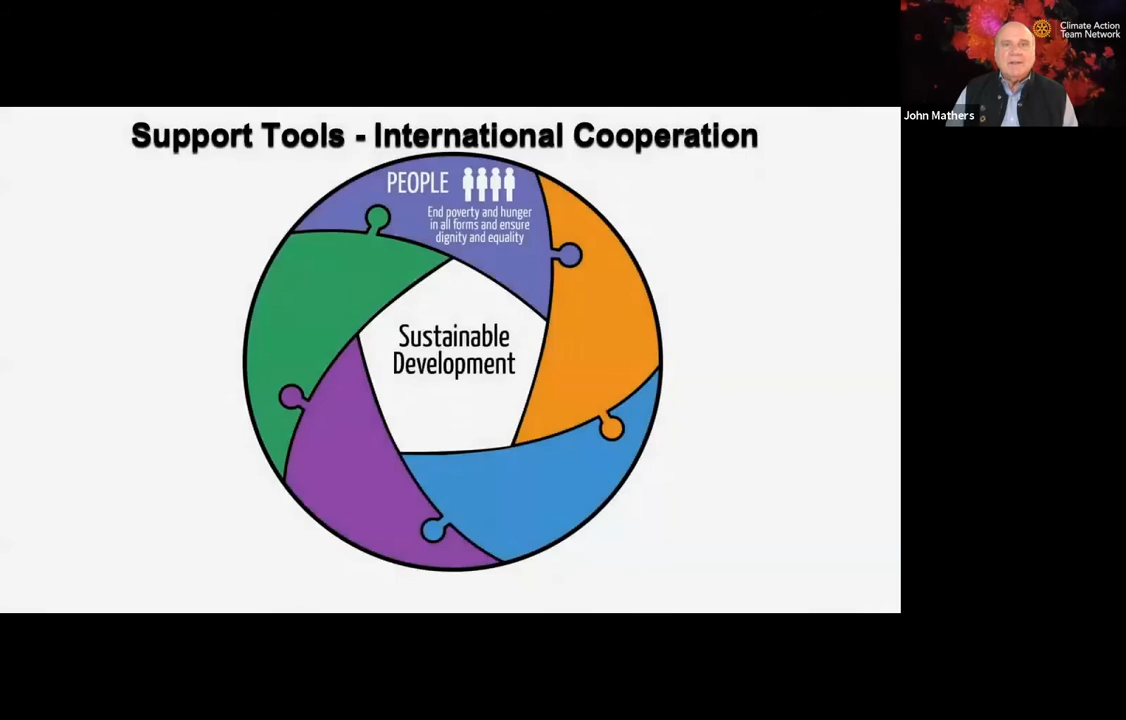 Climate Action
Team Network
John Mathers
Support Tools - International Cooperation
PEOPLE
End poverty and hunger
in all forms and ensure
dignity and equality
Sustainable
Development